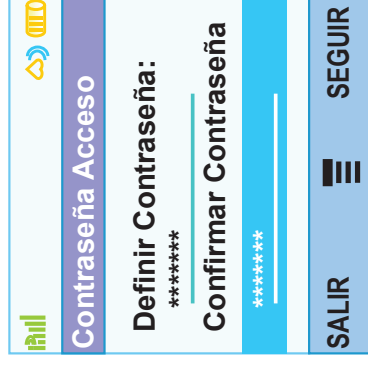 Contraseña Acceso
Definir Contraseña:
*******
Confirmar Contraseña
*******
SALIR SEGUIR